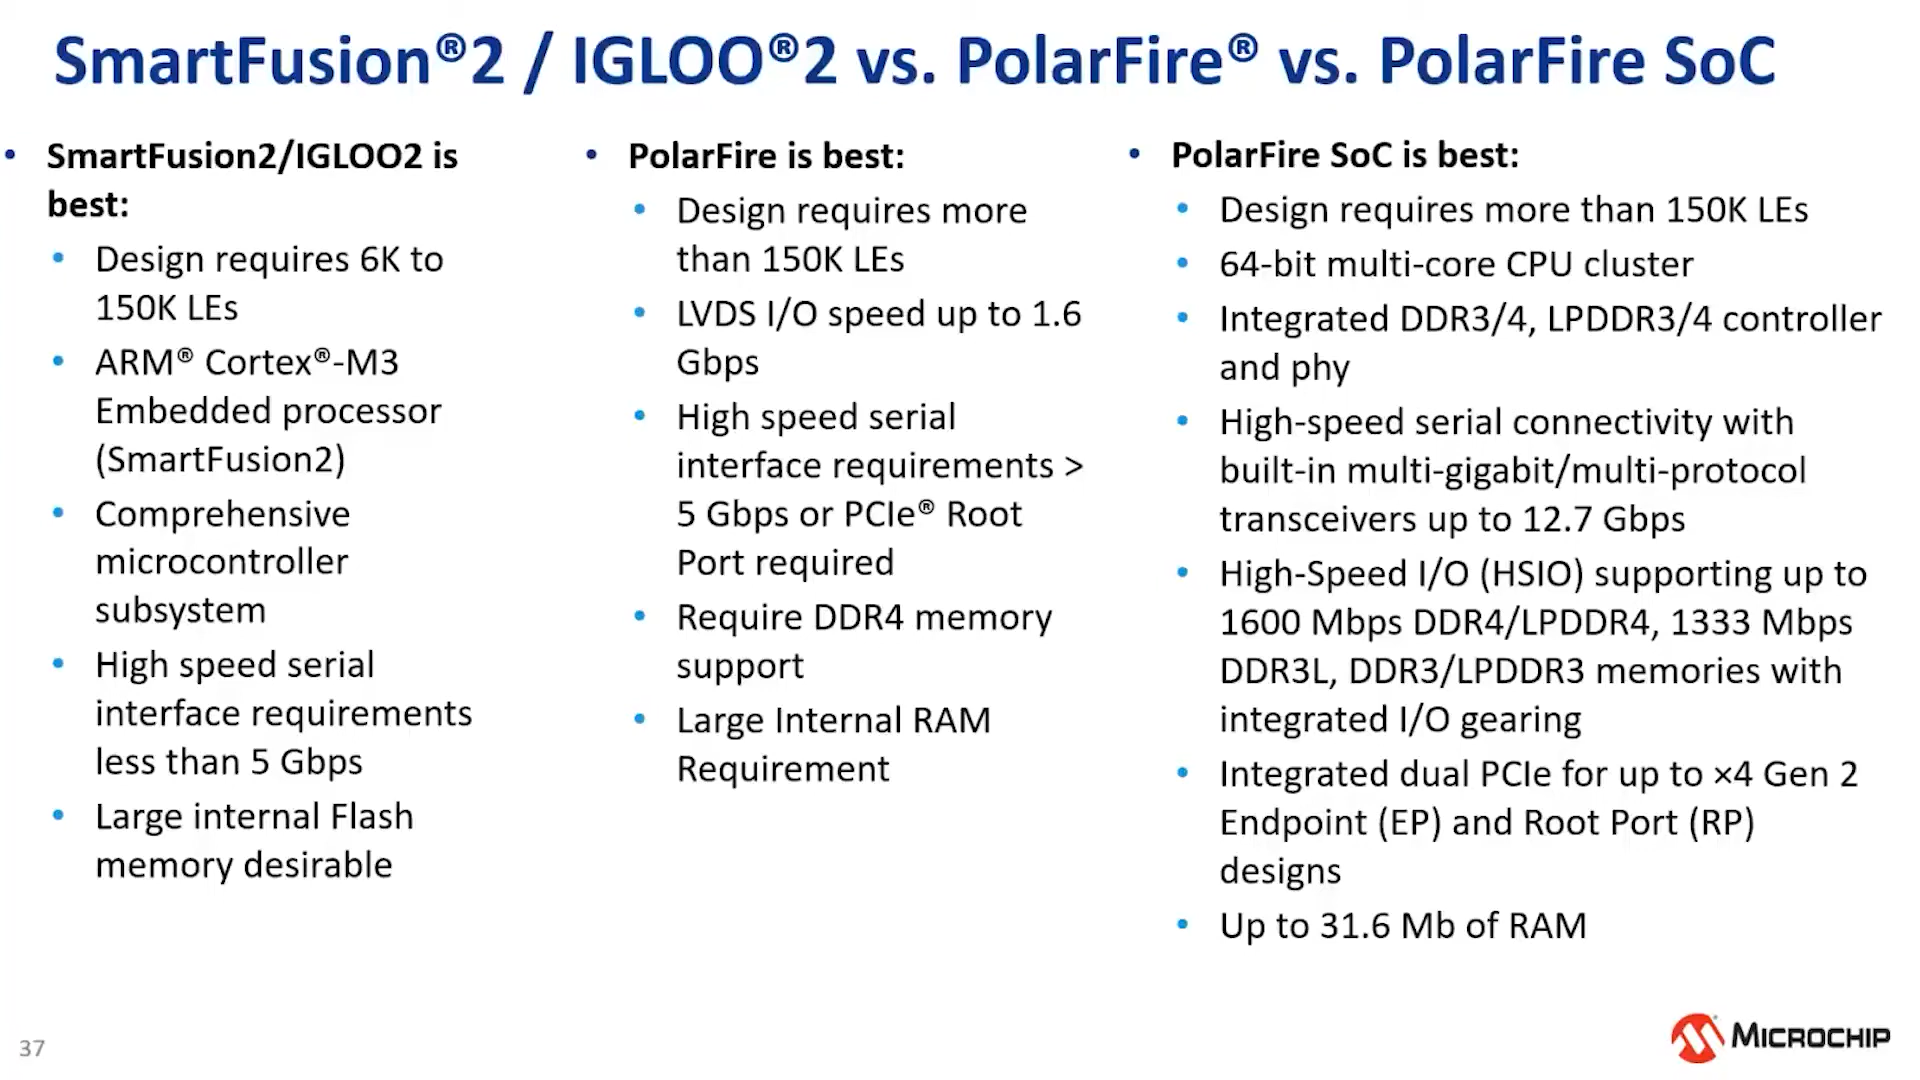 SmartFusion®2 / IGLOO®2 vs. PolarFire® vs. PolarFire SoC
• SmartFusion2/IGLOO2 is
best:
• Design requires 6K to
150K LEs
• ARM® Cortex®-M3
Embedded processor
(SmartFusion2)
• Comprehensive
microcontroller
subsystem
• High speed serial
interface requirements
less than 5 Gbps
• Large internal Flash
memory desirable
• PolarFire is best:
• Design requires more
than 150K LEs
• LVDS I/O speed up to 1.6
Gbps
• High speed serial
interface requirements >
5 Gbps or PCIe® Root
Port required
• Require DDR4 memory
support
• Large Internal RAM
Requirement
• PolarFire SoC is best:
• Design requires more than 150K LEs
• 64-bit multi-core CPU cluster
• Integrated DDR3/4, LPDDR3/4 controller
and phy
• High-speed serial connectivity with
built-in multi-gigabit/multi-protocol
transceivers up to 12.7 Gbps
• High-Speed I/O (HSIO) supporting up to
1600 Mbps DDR4/LPDDR4, 1333 Mbps
DDR3L, DDR3/LPDDR3 memories with
integrated I/O gearing
• Integrated dual PCIe for up to ×4 Gen 2
Endpoint (EP) and Root Port (RP)
designs
• Up to 31.6 Mb of RAM
37
MICROCHIP